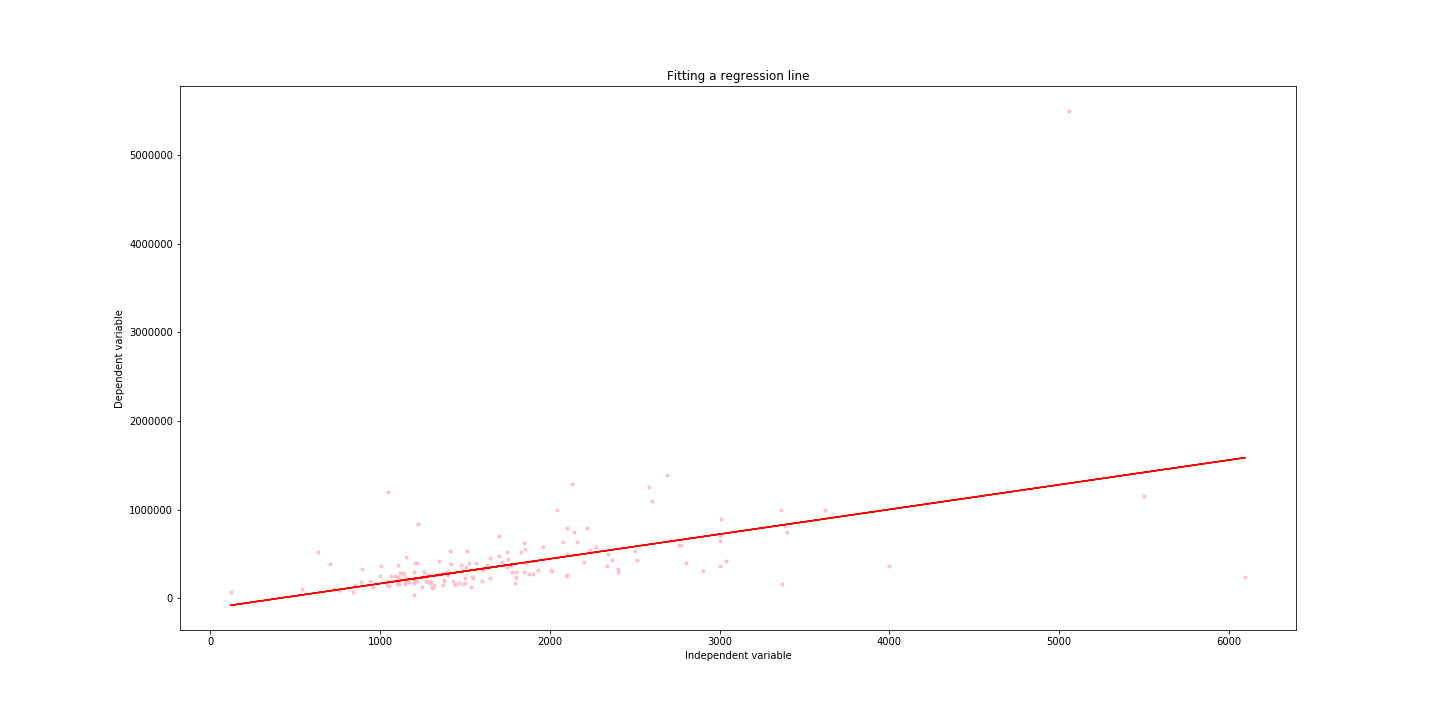 Fitting a regression line
5000000
4000000
3000000
2000000
1000000
0
Dependent variable
0 1000 2000 3000 4000 5000 6000
Independent variable